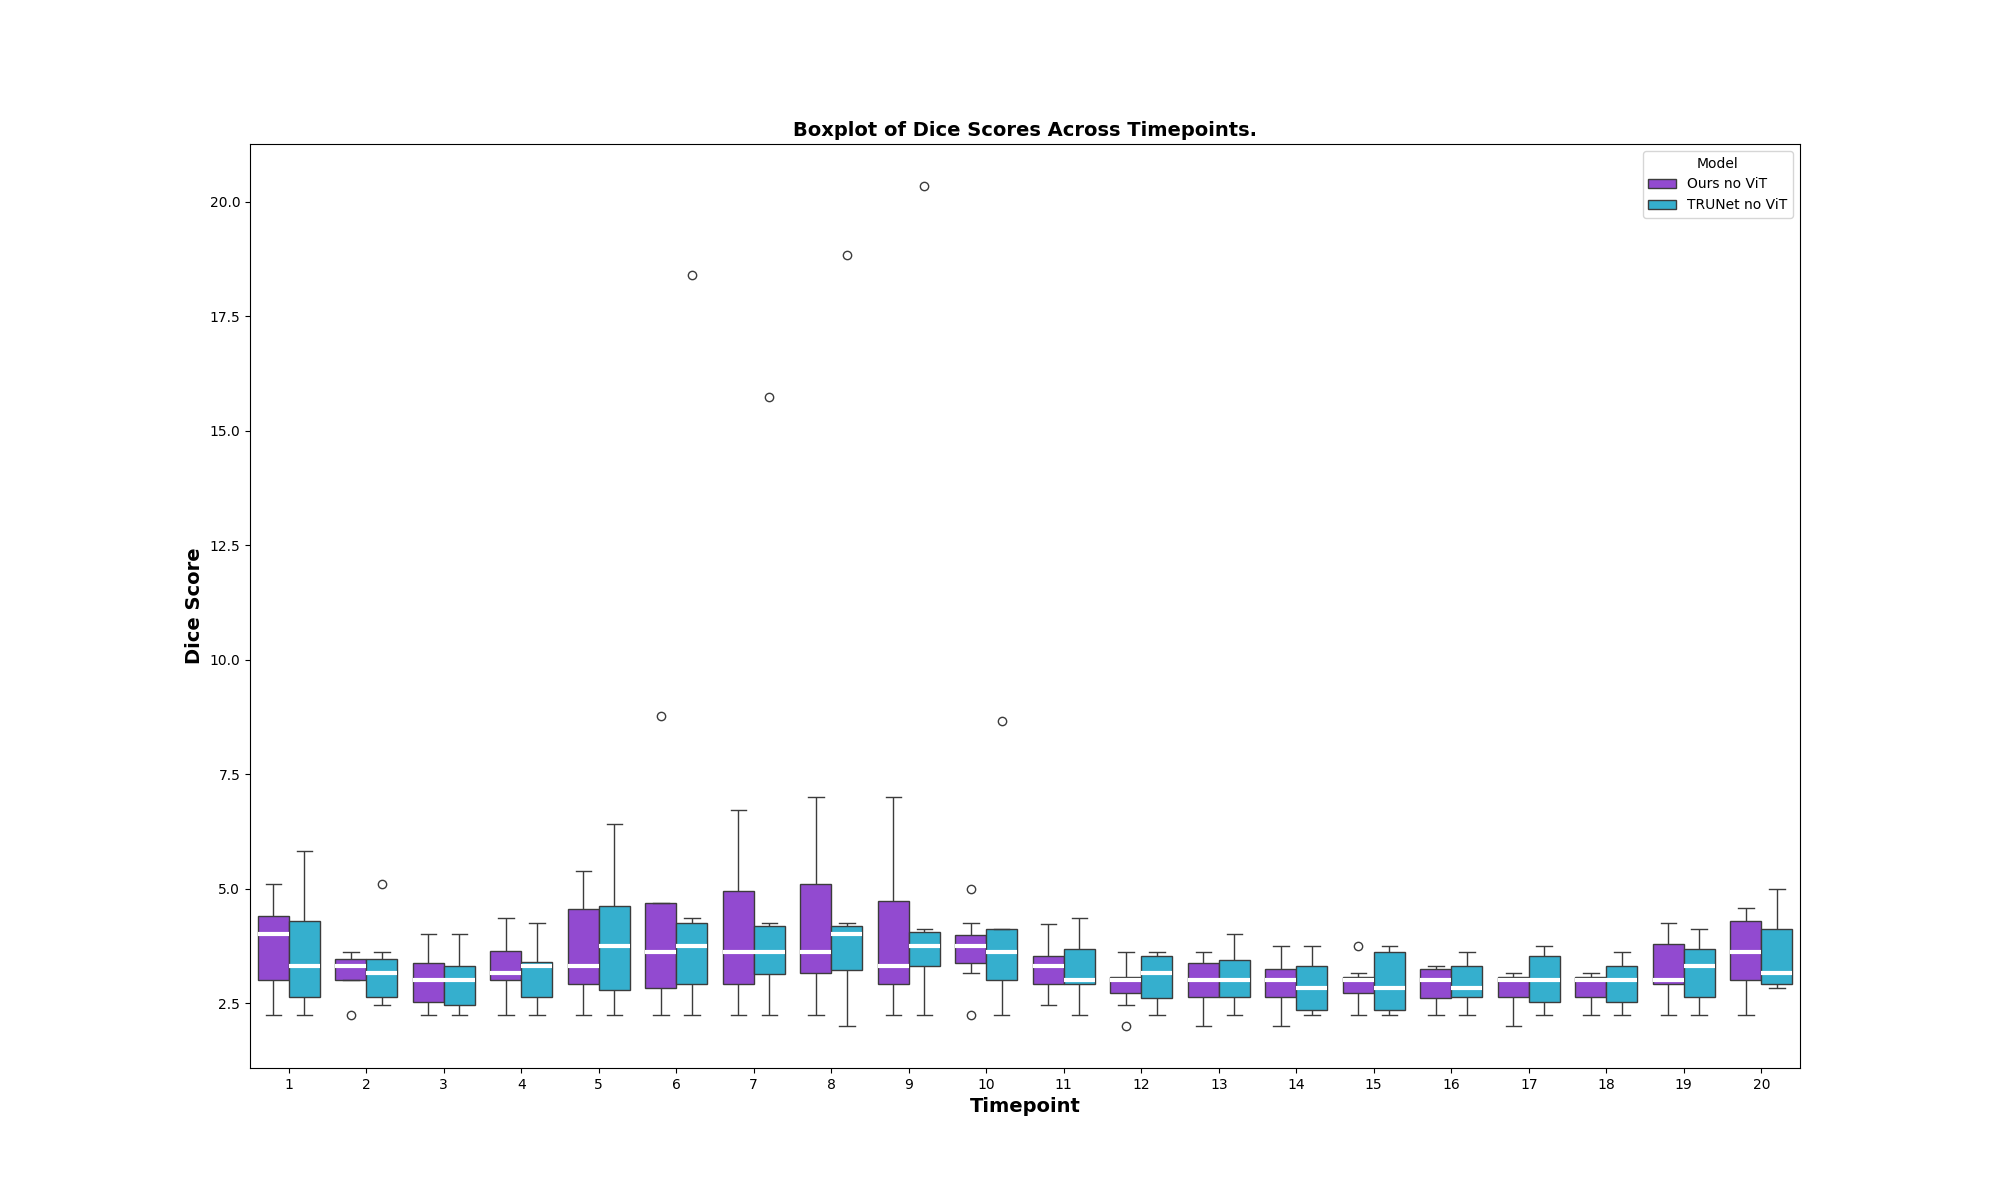 Boxplot of Dice Scores Across Timepoints.
Model
Ours no ViT
TRUNet no ViT
20.0
17.5
15.0
12.5
10.0
7.5
5.0
2.5
Dice Score
1 2 3 4 5 6 7 8 9 10 11 12 13 14 15 16 17 18 19 20
Timepoint